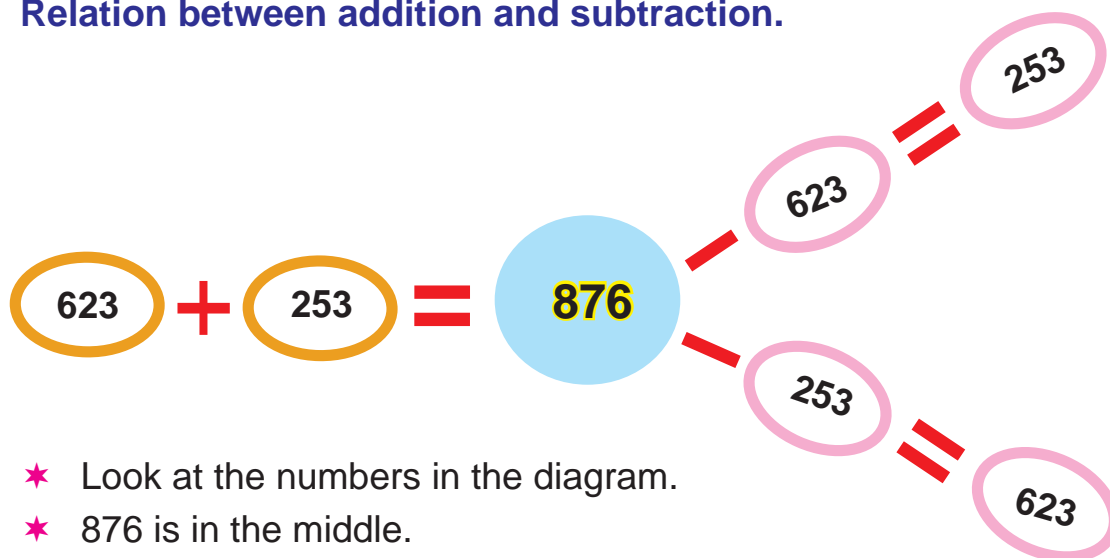 Relation between addition and subtraction.
253
623
623 + 253 = 876
253
623
✶ Look at the numbers in the diagram.
✶ 876 is in the middle.